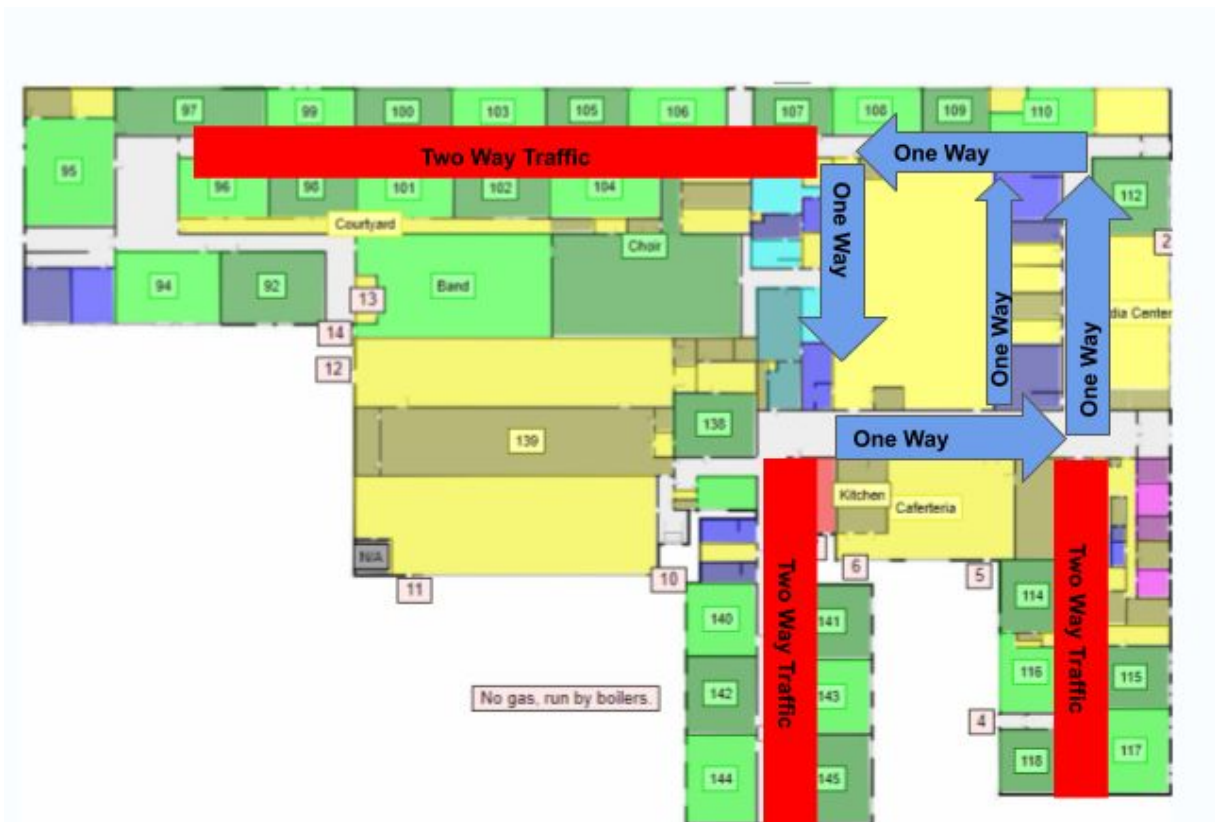 97
99
100
103
105
106
107
108
109
110
Two Way Traffic
One Way
95
96
98
101
102
104
One Way
112
Courtyard
Choir
2
94
92
Band
13
14
dia Center
One Way
One Way
12
138
139
One Way
Kitchen
Caferteria
N/A
11
10
6
5
Two Way Traffic
Two Way Traffic
114
140
141
116
115
142
143
No gas, run by boilers.
4
118
117
144
145